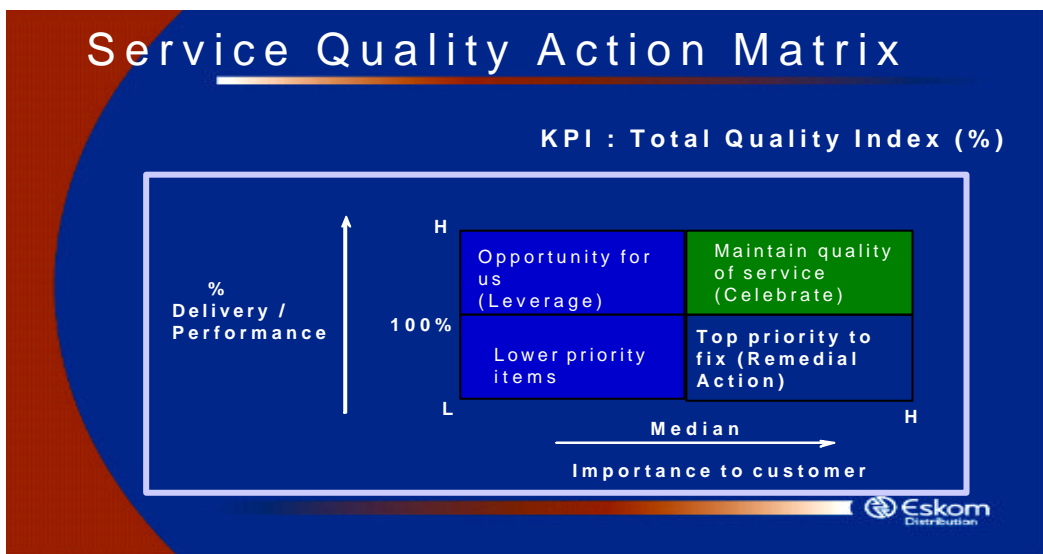 Service Quality Action Matrix
KPI : Total Quality Index (%)
H
Opportunity for
us
(Leverage)
Maintain quality
of service
(Celebrate)
%
Delivery /
Performance
100%
Lower priority
items
Top priority to
fix (Remedial
Action)
L
H
Median
Importance to customer
Eskom
Distribution